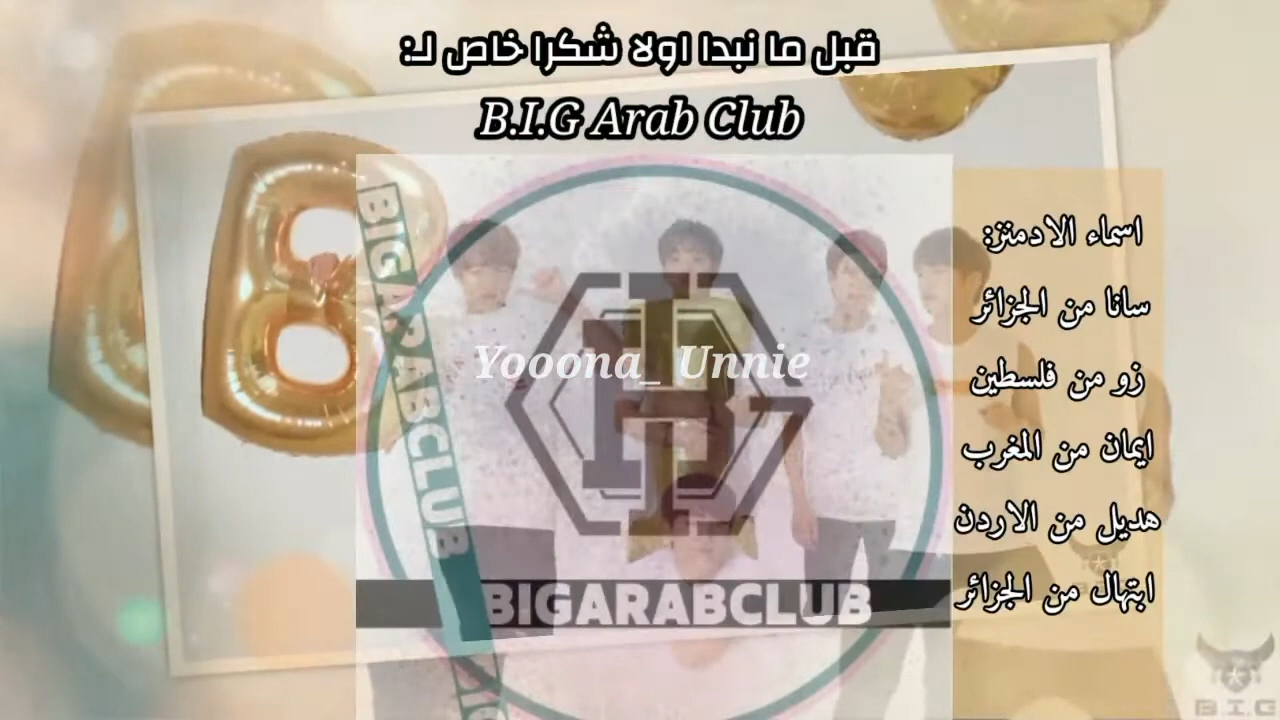 قبل ما نبدا اولا شكرا خاص لـ:
B.I.G Arab Club
اسماء الادمنز:
سانا من الجزائر
زو من فلسطين
ايمان من المغرب
هديل من الاردن
ابتهال من الجزائر
Yooona_ Unnie
BIGARABCLUB
BIGARABCLUB
B.I.G